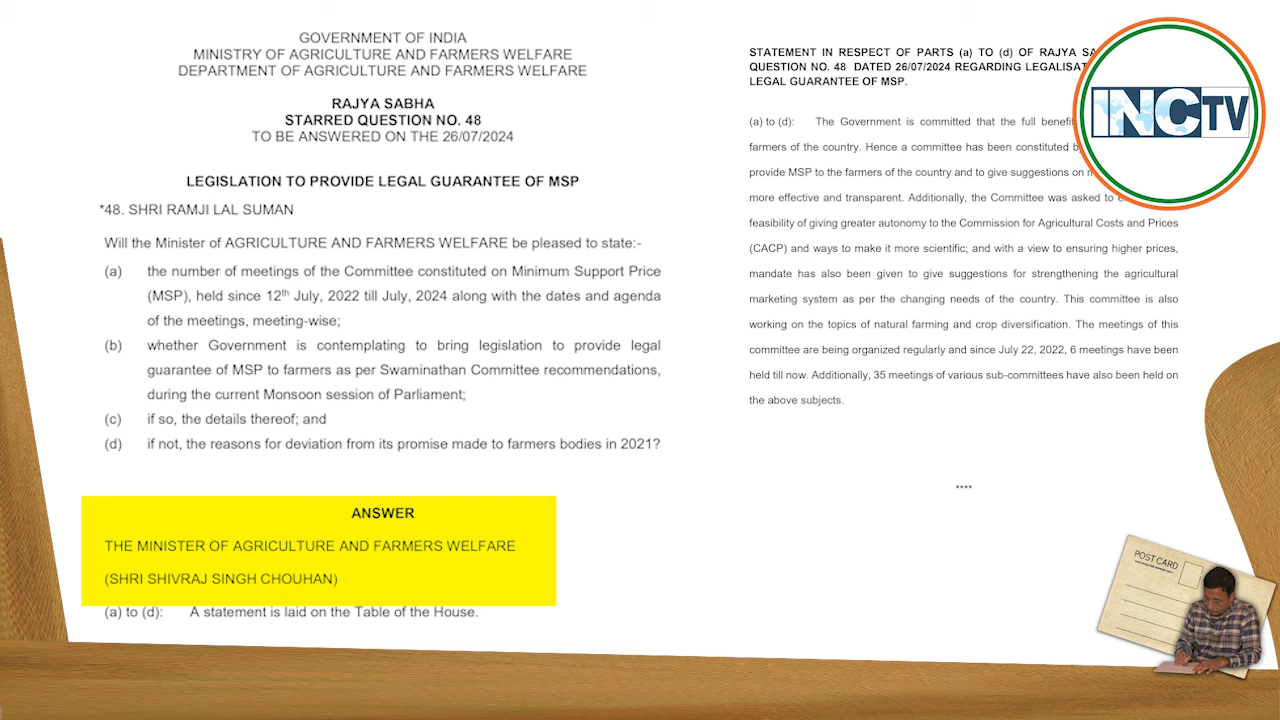 GOVERNMENT OF INDIA
MINISTRY OF AGRICULTURE AND FARMERS WELFARE
DEPARTMENT OF AGRICULTURE AND FARMERS WELFARE
RAJYA SABHA
STARRED QUESTION NO. 48
TO BE ANSWERED ON THE 26/07/2024
LEGISLATION TO PROVIDE LEGAL GUARANTEE OF MSP
*48. SHRI RAMJI LAL SUMAN
Will the Minister of AGRICULTURE AND FARMERS WELFARE be pleased to state:-
(a) the number of meetings of the Committee constituted on Minimum Support Price
(MSP), held since 12th July, 2022 till July, 2024 along with the dates and agenda
of the meetings, meeting-wise;
(b) whether Government is contemplating to bring legislation to provide legal
guarantee of MSP to farmers as per Swaminathan Committee recommendations,
during the current Monsoon session of Parliament;
(c) if so, the details thereof; and
(d) if not, the reasons for deviation from its promise made to farmers bodies in 2021?
ANSWER
THE MINISTER OF AGRICULTURE AND FARMERS WELFARE
(SHRI SHIVRAJ SINGH CHOUHAN)
(a) to (d): A statement is laid on the Table of the House.
STATEMENT IN RESPECT OF PARTS (a) TO (d) OF RAJYA
QUESTION NO. 48 DATED 26/07/2024 REGARDING
LEGAL GUARANTEE OF MSP.
(a) to (d): The Government is committed that the full
farmers of the country. Hence a committee has been constituted
provide MSP to the farmers of the country and to give suggestions on
more effective and transparent. Additionally, the Committee was asked to
feasibility of giving greater autonomy to the Commission for Agricultural Costs and Prices
(CACP) and ways to make it more scientific; and with a view to ensuring higher prices,
mandate has also been given to give suggestions for strengthening the agricultural
marketing system as per the changing needs of the country. This committee is also
working on the topics of natural farming and crop diversification. The meetings of this
committee are being organized regularly and since July 22, 2022, 6 meetings have been
held till now. Additionally, 35 meetings of various sub-committees have also been held on
the above subjects.
****
INC TV
POST CARD